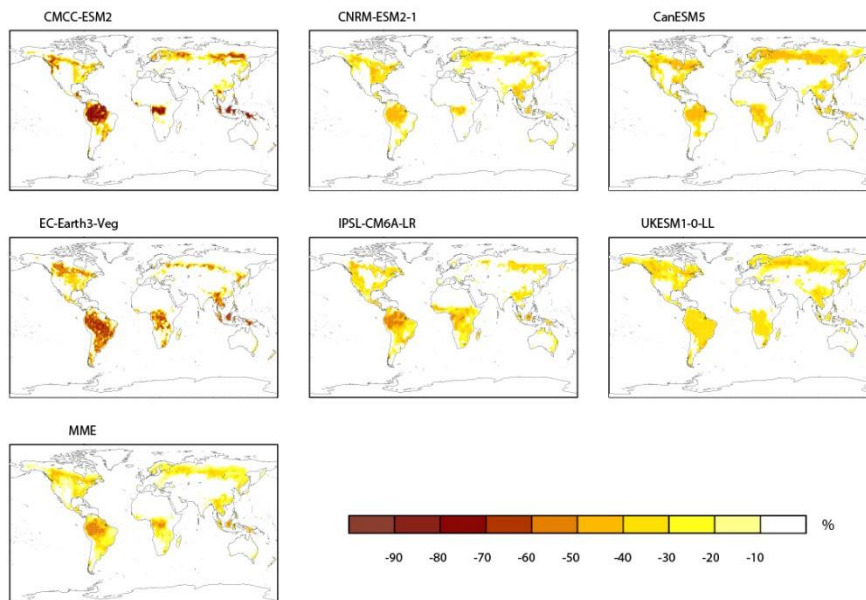 CMCC-ESM2
CNRM-ESM2-1
CanESM5
EC-Earth3-Veg
IPSL-CM6A-LR
UKESM1-0-LL
MME
%
-90 -80 -70 -60 -50 -40 -30 -20 -10